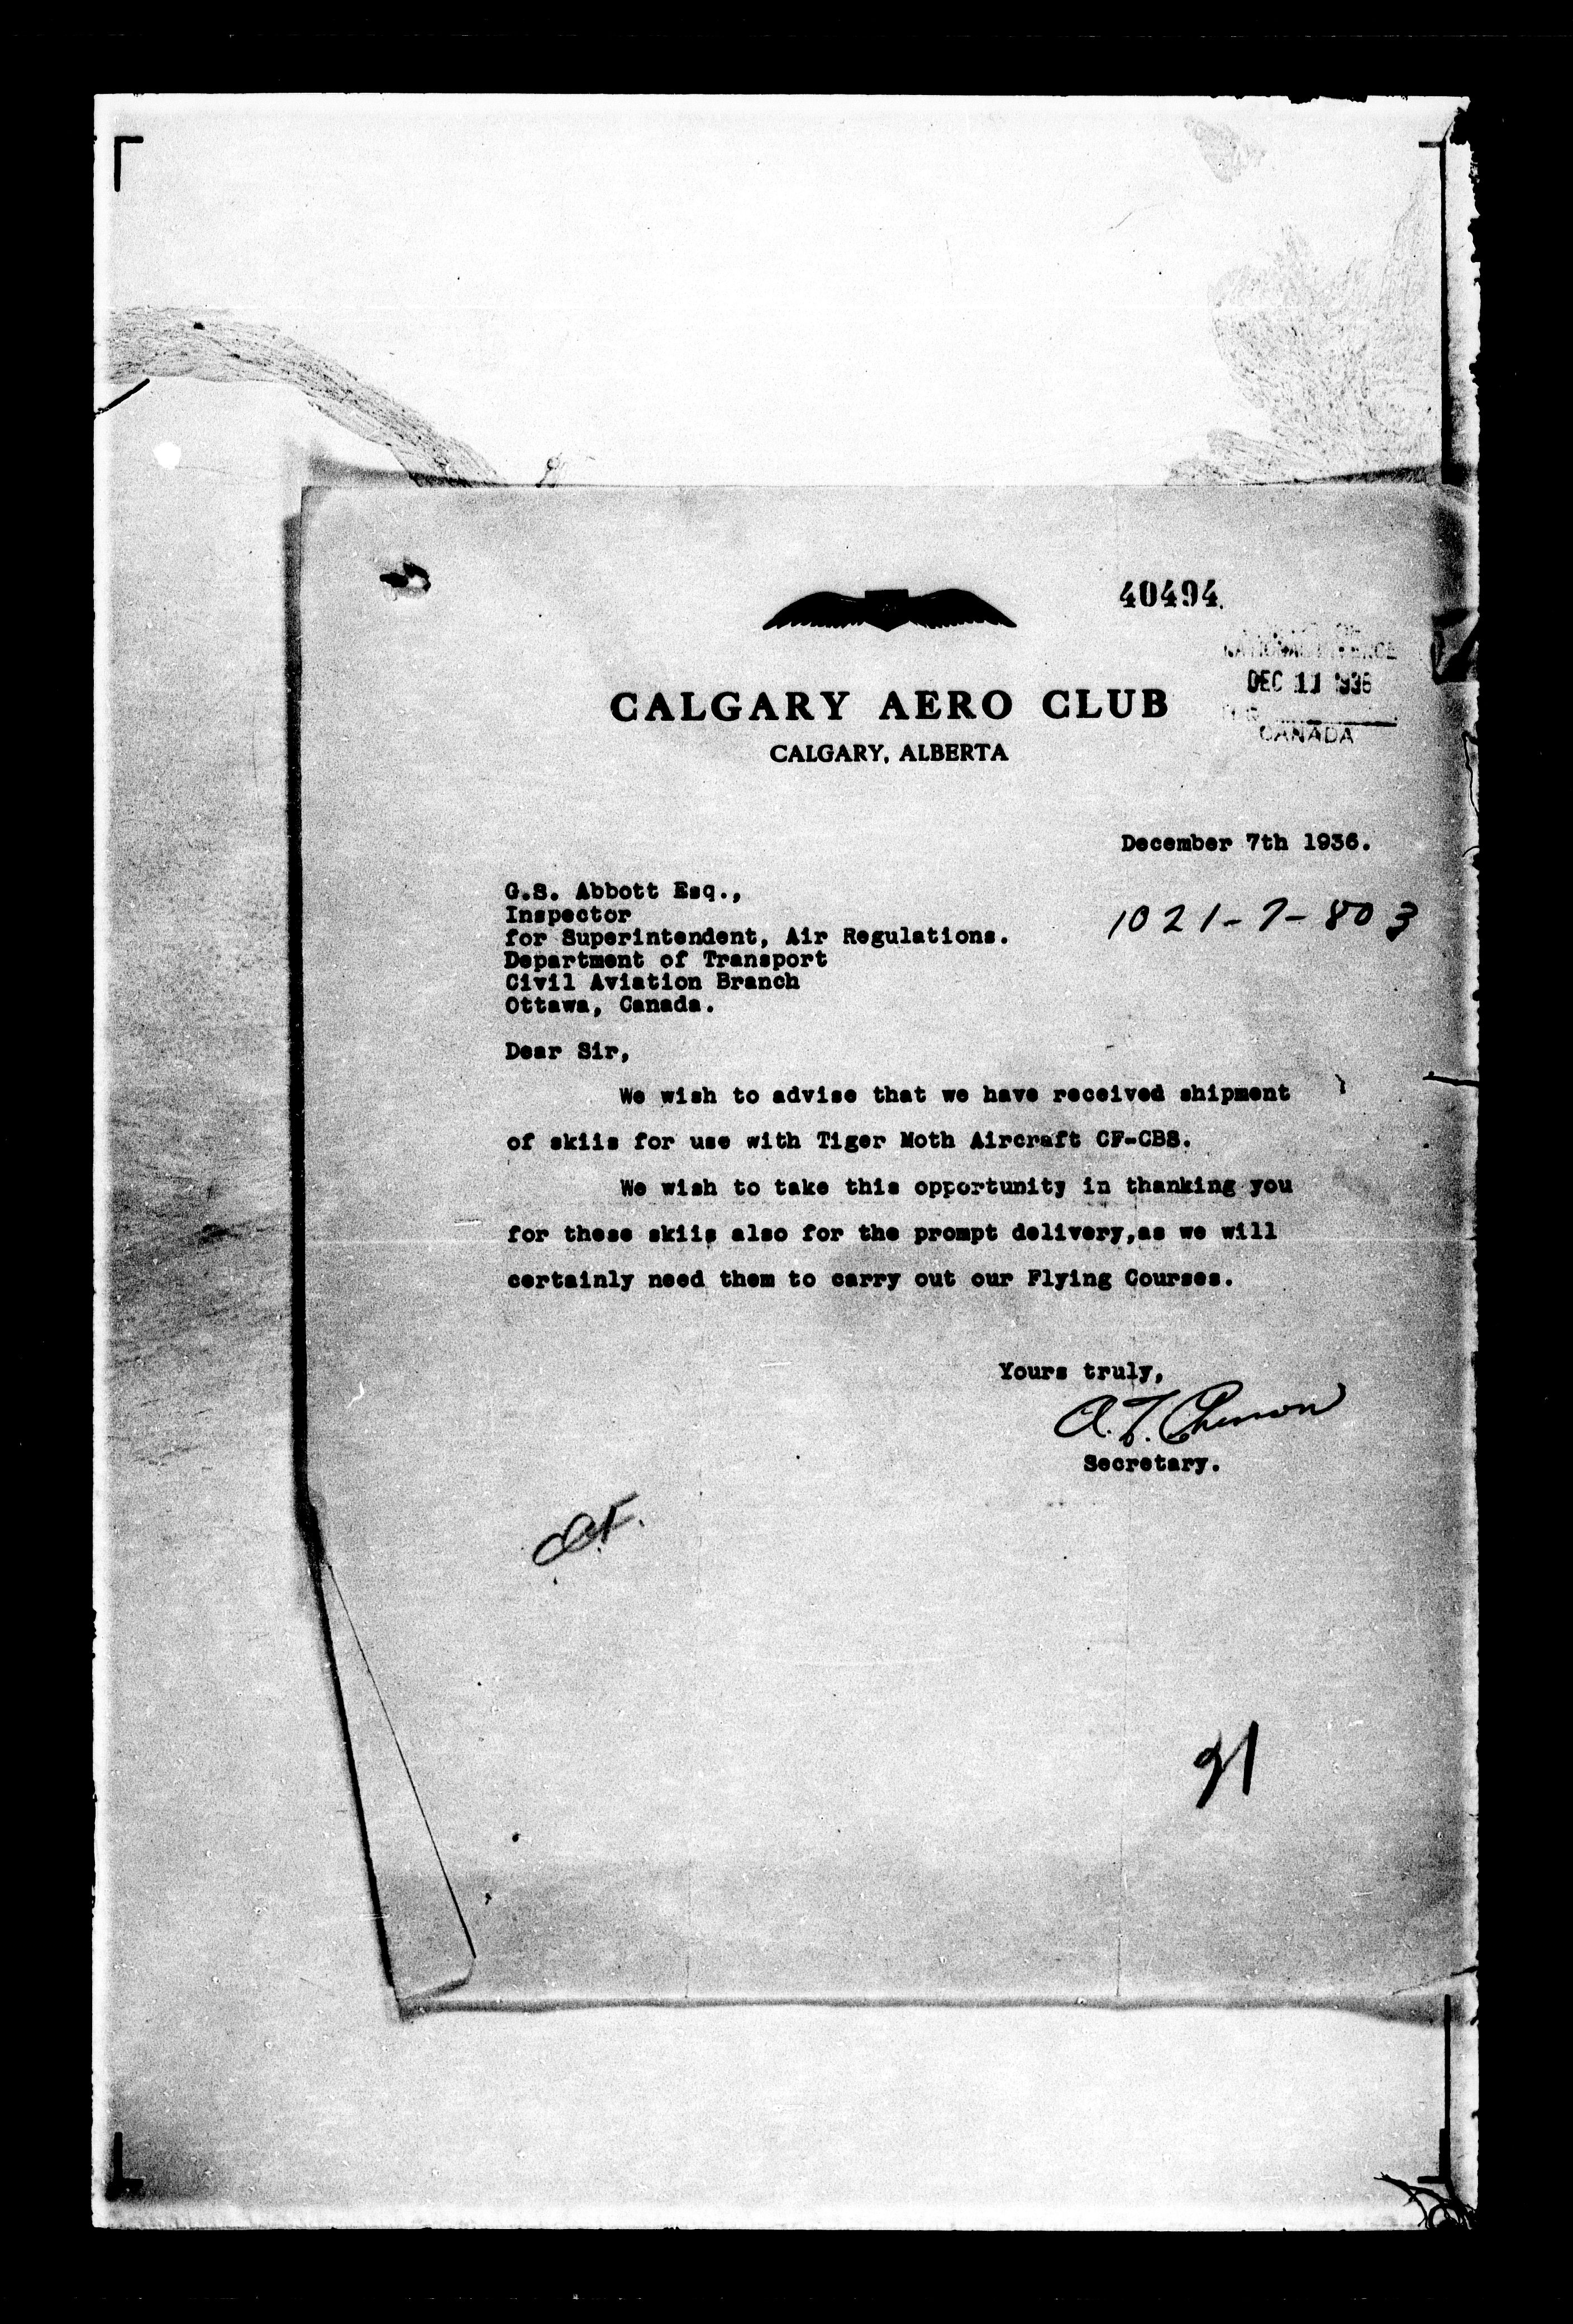 40494.
NATIONAL DEFENCE
DEC 11 1936
CANADA
CALGARY AERO CLUB
CALGARY, ALBERTA
December 7th 1936.
G.S. Abbott Esq.,
Inspector
for Superintendent, Air Regulations.
Department of Transport
Civil Aviation Branch
Ottawa, Canada.
1021-7-803
Dear Sir,
We wish to advise that we have received shipment
of skiis for use with Tiger Moth Aircraft CF-CBS.
We wish to take this opportunity in thanking you
for these skiis also for the prompt delivery,as we will
certainly need them to carry out our Flying Courses.
Yours truly,
Secretary.
91